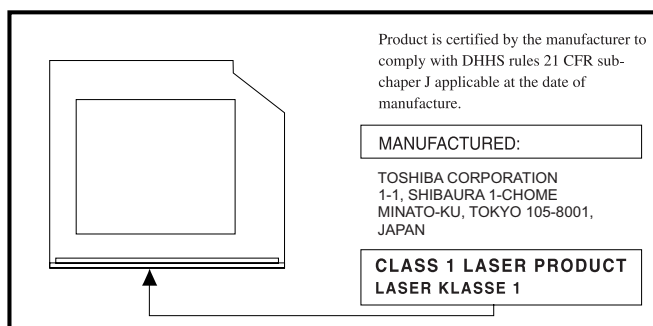 Product is certified by the manufacturer to
comply with DHHS rules 21 CFR sub-
chaper J applicable at the date of
manufacture.
MANUFACTURED:
TOSHIBA CORPORATION
1-1, SHIBAURA 1-CHOME
MINATO-KU, TOKYO 105-8001,
JAPAN
CLASS 1 LASER PRODUCT
LASER KLASSE 1